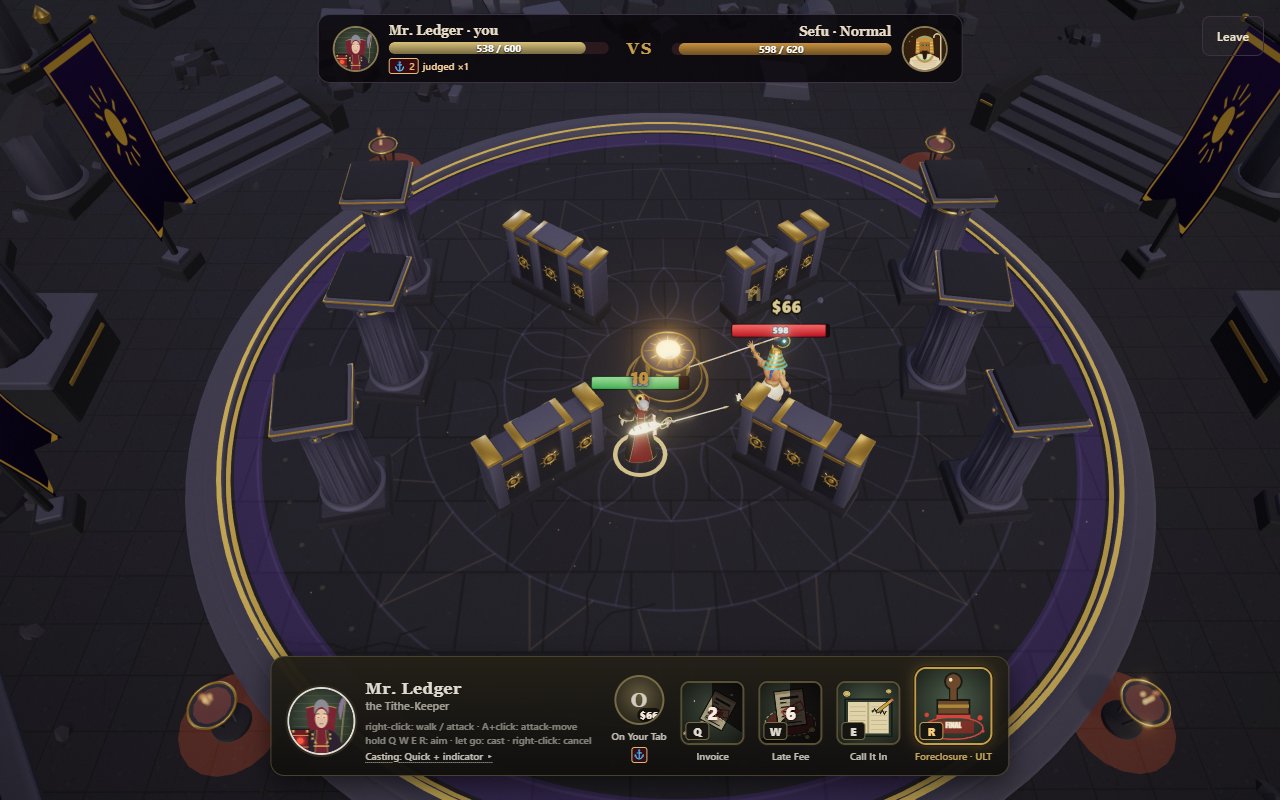 Mr. Ledger · you
538 / 600
2 judged ×1
VS
Sefu · Normal
598 / 620
Leave
$66
598
10
Mr. Ledger
the Tithe-Keeper
right-click: walk / attack · A+click: attack-move
hold Q W E R: aim · let go: cast · right-click: cancel
Casting: Quick + indicator
O
$66
On Your Tab
2
Q
Invoice
6
W
Late Fee
E
Call It In
FINAL
R
Foreclosure · ULT